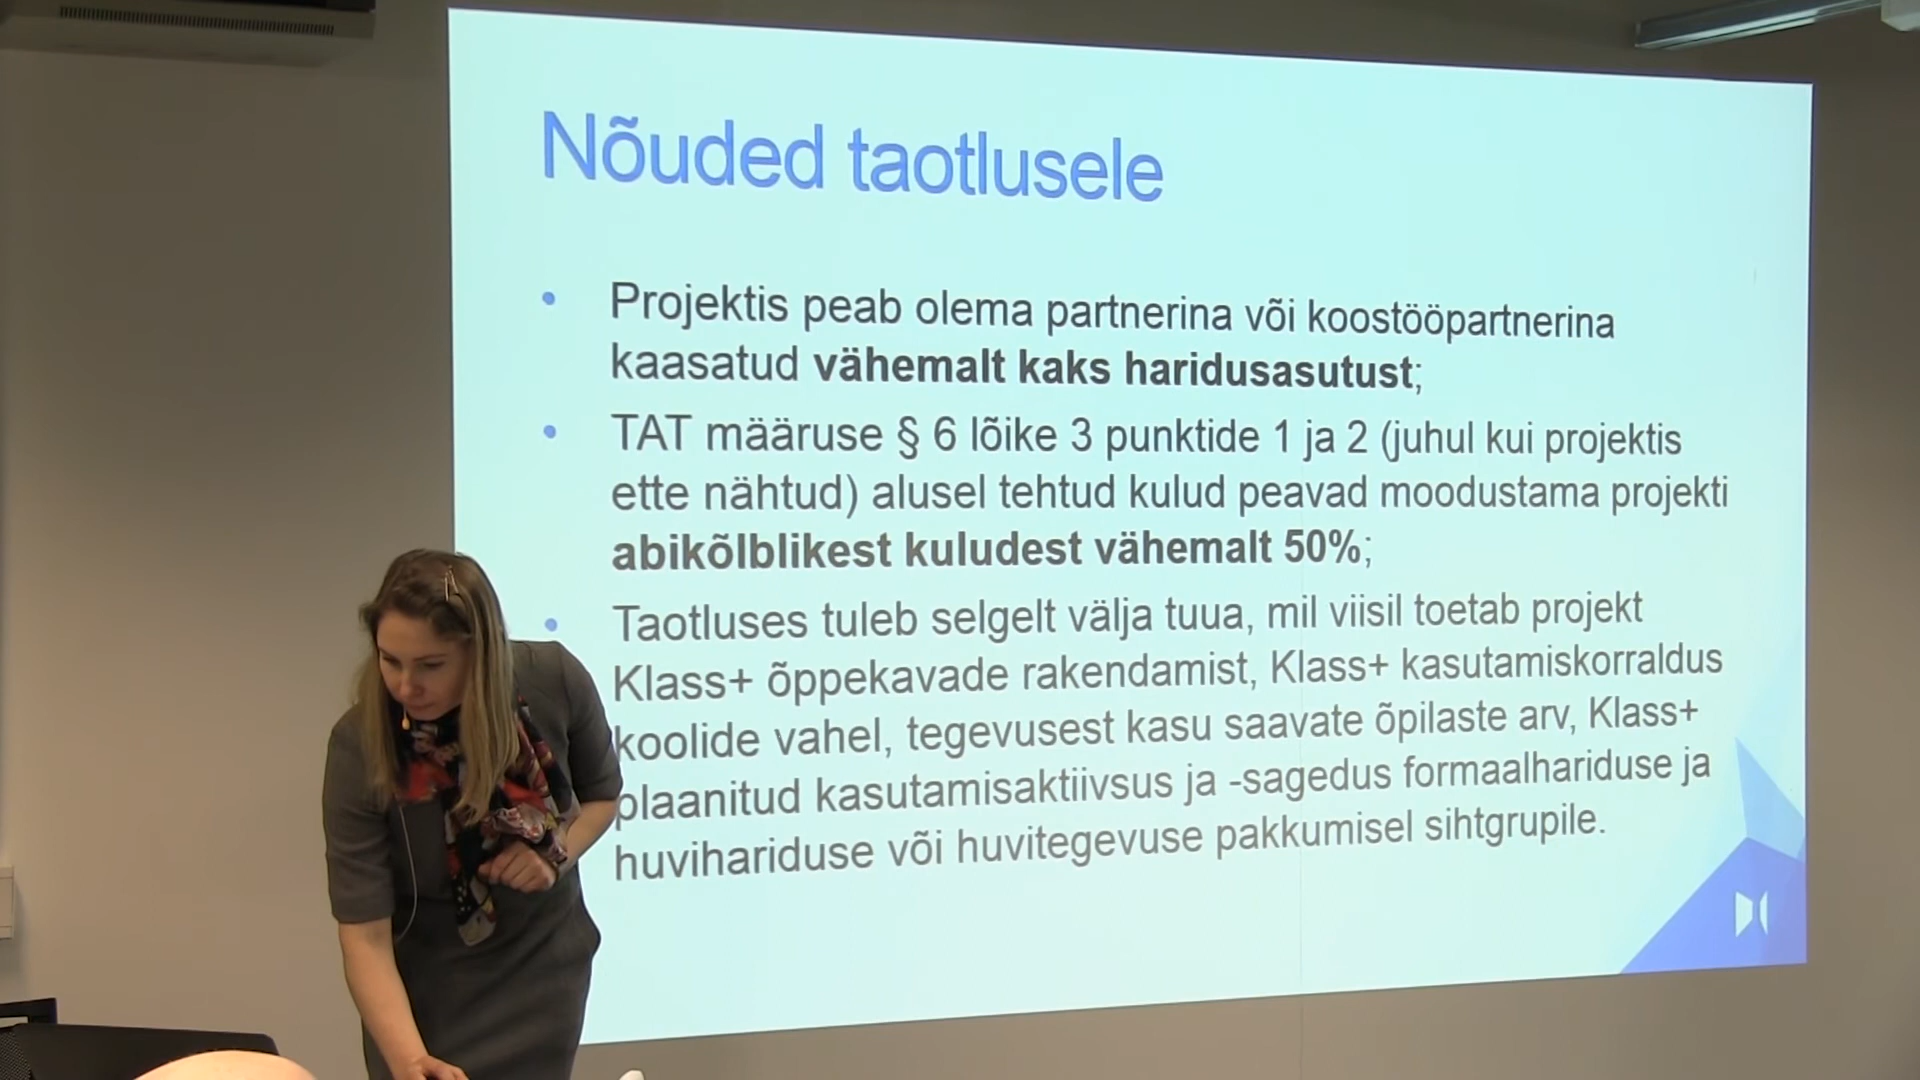 Nõuded taotlusele
• Projektis peab olema partnerina või koostööpartnerina
kaasatud vähemalt kaks haridusasutust;
• TAT määruse § 6 lõike 3 punktide 1 ja 2 (juhul kui projektis
ette nähtud) alusel tehtud kulud peavad moodustama projekti
abikõlblikest kuludest vähemalt 50%;
• Taotluses tuleb selgelt välja tuua, mil viisil toetab projekt
Klass+ õppekavade rakendamist, Klass+ kasutamiskorraldus
koolide vahel, tegevusest kasu saavate õpilaste arv, Klass+
plaanitud kasutamisaktiivsus ja -sagedus formaalhariduse ja
huvihariduse või huvitegevuse pakkumisel sihtgrupile.